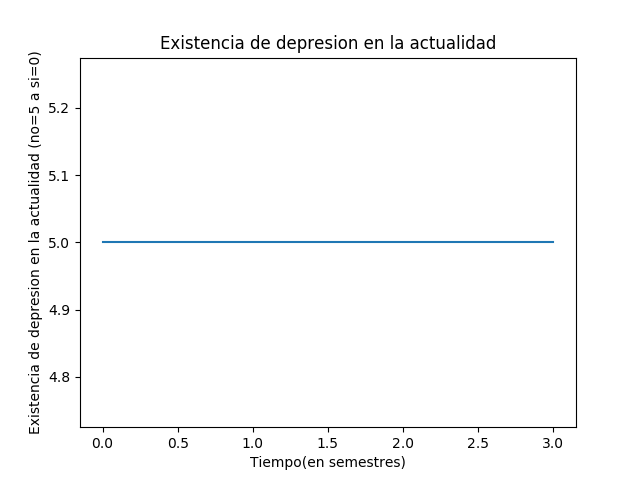 Existencia de depresion en la actualidad
Existencia de depresion en la actualidad (no=5 a si=0)
5.2
5.1
5.0
4.9
4.8
0.0 0.5 1.0 1.5 2.0 2.5 3.0
Tiempo(en semestres)